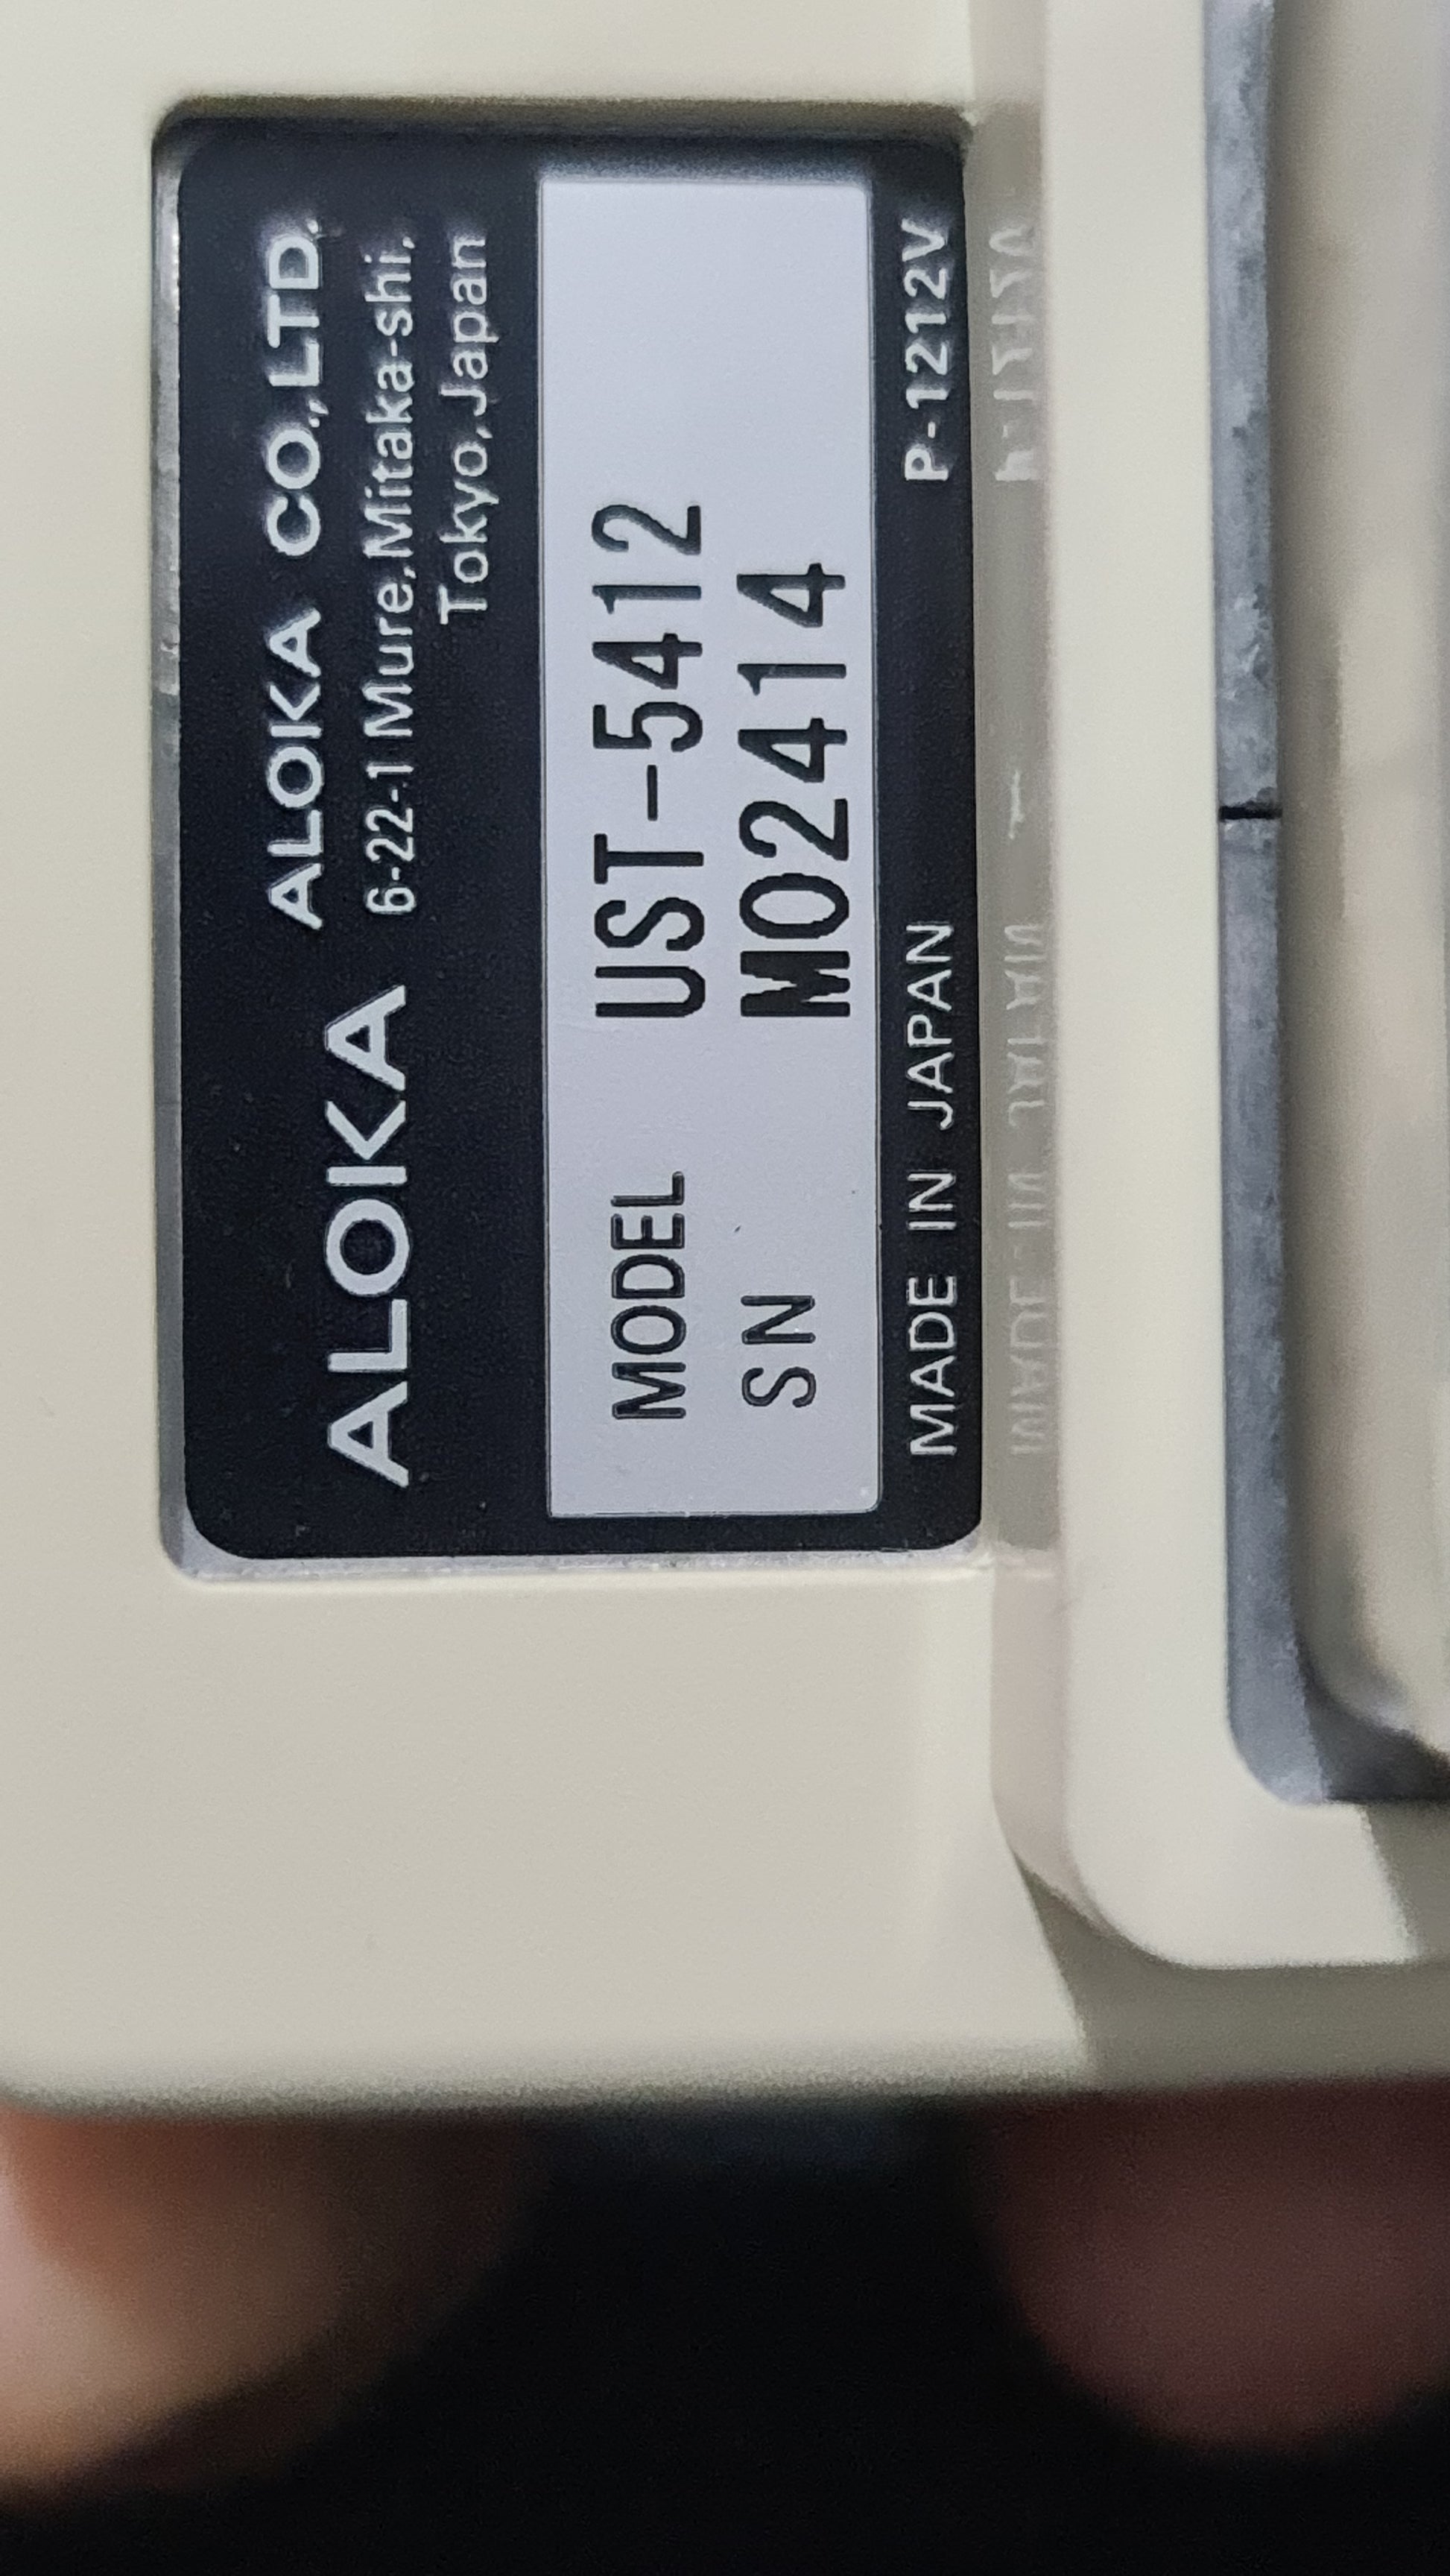 ALOKA
ALOKA CO.,LTD.
6-22-1 Mure,Mitaka-shi,
Tokyo,Japan
MODEL UST-5412
SN M02414
MADE IN JAPAN P-1212V